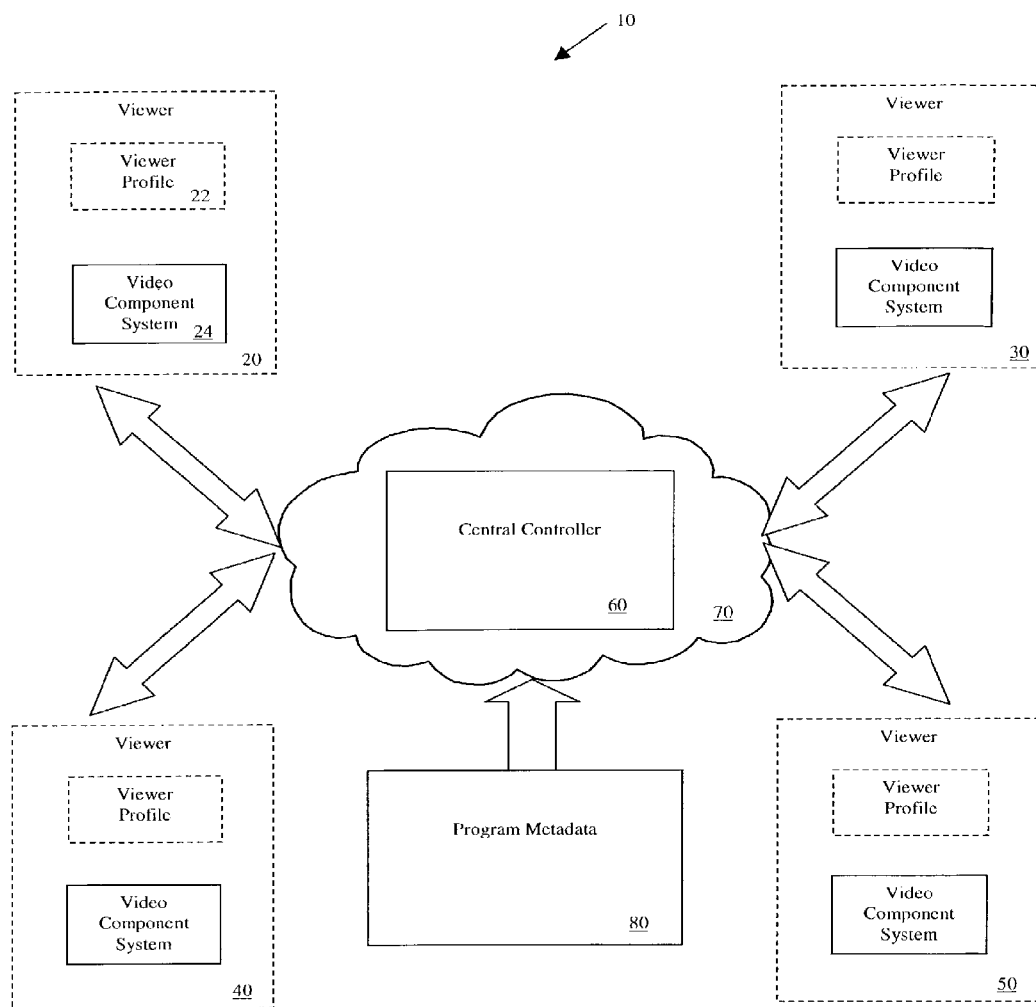 10
Viewer
Viewer
Profile
22
Video
Component
System
24
20
Viewer
Viewer
Profile
Video
Component
System
30
Central Controller
60
70
Viewer
Viewer
Profile
Video
Component
System
40
Program Metadata
80
Viewer
Viewer
Profile
Video
Component
System
50